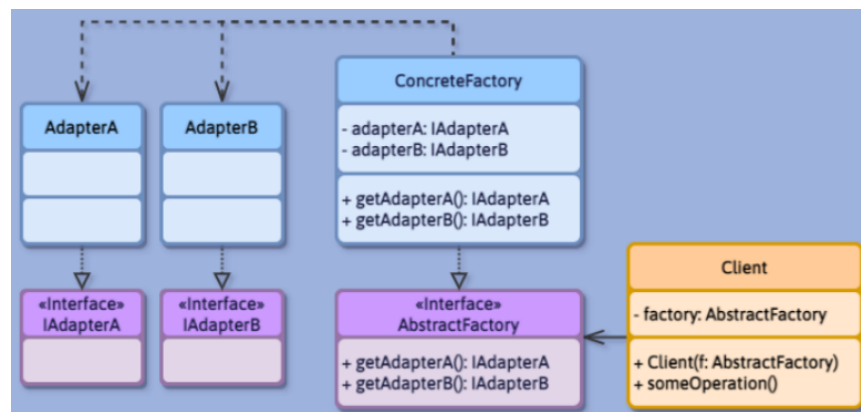 AdapterA
AdapterB
ConcreteFactory
- adapterA: IAdapterA
- adapterB: IAdapterB
+ getAdapterA(): IAdapterA
+ getAdapterB(): IAdapterB
«Interface»
IAdapterA
«Interface»
IAdapterB
«Interface»
AbstractFactory
+ getAdapterA(): IAdapterA
+ getAdapterB(): IAdapterB
Client
- factory: AbstractFactory
+ Client(f: AbstractFactory)
+ someOperation()